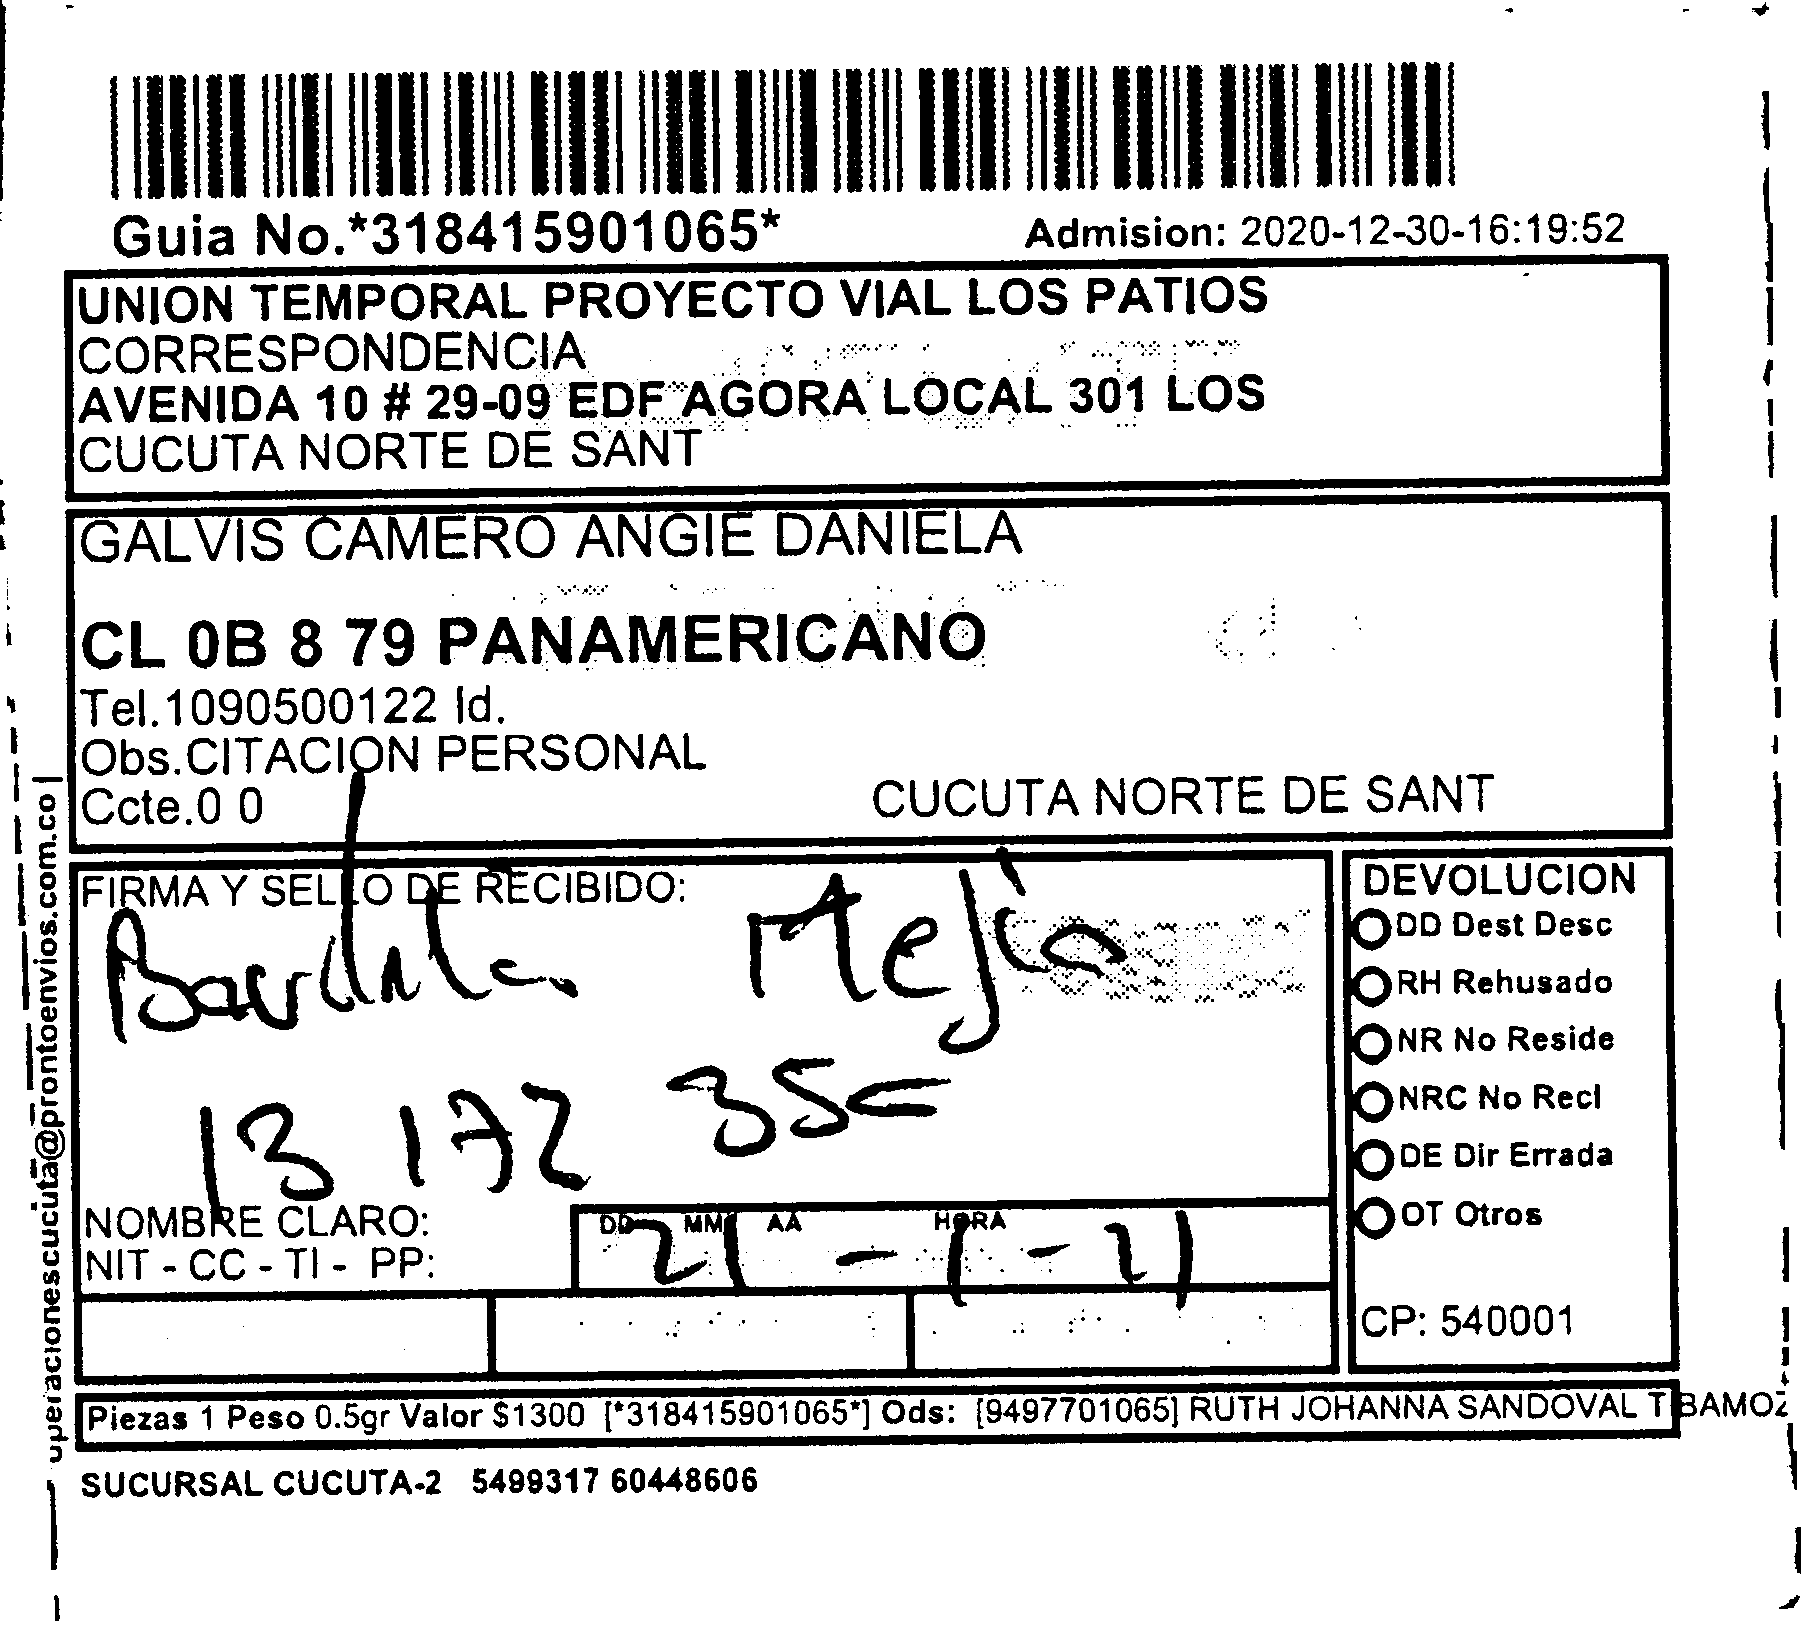 Guia No.*318415901065*
Admision: 2020-12-30-16:19:52
UNION TEMPORAL PROYECTO VIAL LOS PATIOS
CORRESPONDENCIA
AVENIDA 10 # 29-09 EDF AGORA LOCAL 301 LOS
CUCUTA NORTE DE SANT
GALVIS CAMERO ANGIE DANIELA
CL 0B 8 79 PANAMERICANO
Tel.1090500122 Id.
Obs.CITACION PERSONAL
Ccte.0 0
CUCUTA NORTE DE SANT
FIRMA Y SELLO DE RECIBIDO:
Mejia
13 172 35
NOMBRE CLARO:
NIT - CC - TI - PP:
DD MM AA HORA
21 - 1 - 21
DEVOLUCION
DD Dest Desc
RH Rehusado
NR No Reside
NRC No Recl
DE Dir Errada
OT Otros
CP: 540001
Piezas 1 Peso 0.5gr Valor $1300 [*318415901065*] Ods: [9497701065] RUTH JOHANNA SANDOVAL TIBAMOZ
SUCURSAL CUCUTA-2 5499317 60448606
operacionescucuta@prontoenvios.com.co